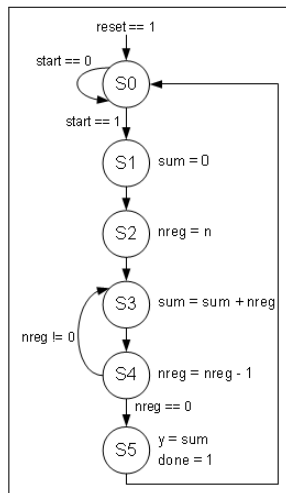 reset == 1
start == 0
S0
start == 1
S1 sum = 0
S2 nreg = n
S3 sum = sum + nreg
nreg != 0
S4 nreg = nreg - 1
nreg == 0
S5 y = sum
done = 1